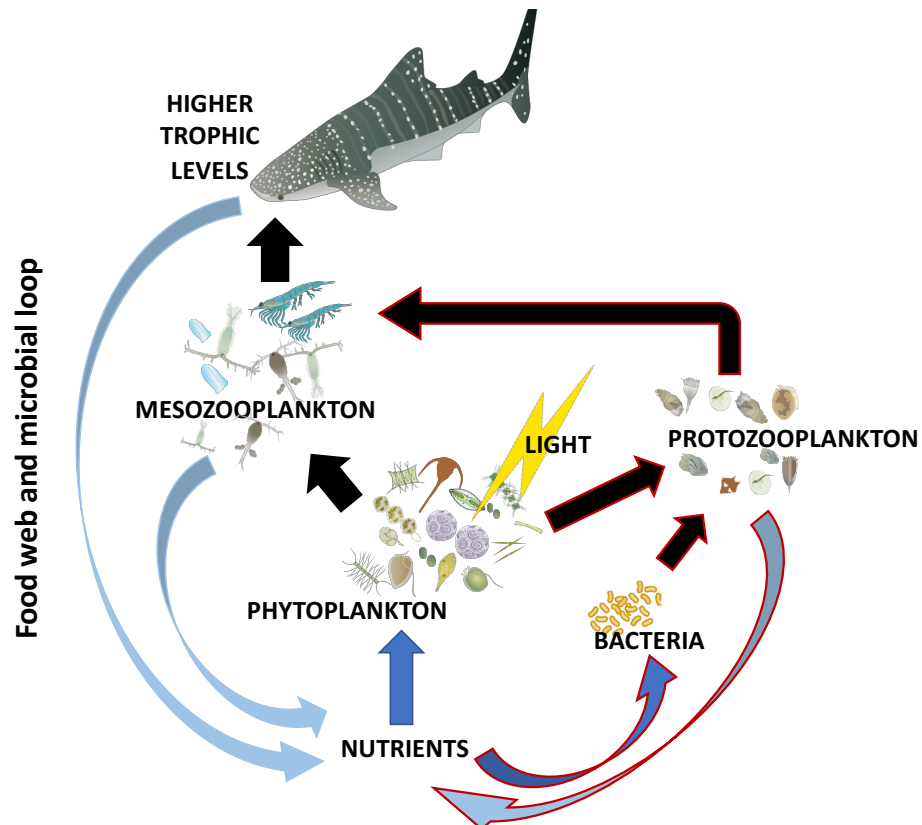 HIGHER
TROPHIC
LEVELS
Food web and microbial loop
MESOZOOPLANKTON
LIGHT
PROTOZOOPLANKTON
PHYTOPLANKTON
BACTERIA
NUTRIENTS